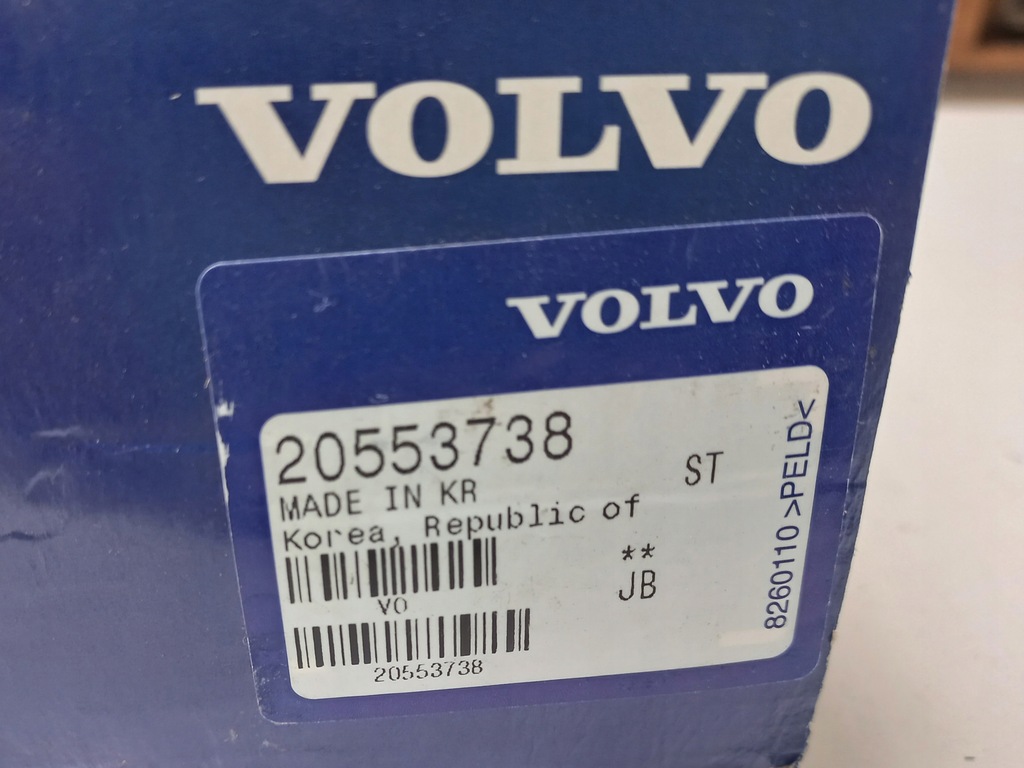 VOLVO
VOLVO
20553738
ST
MADE IN KR
Korea, Republic of
**
VO
JB
20553738
8260110 >PELD<